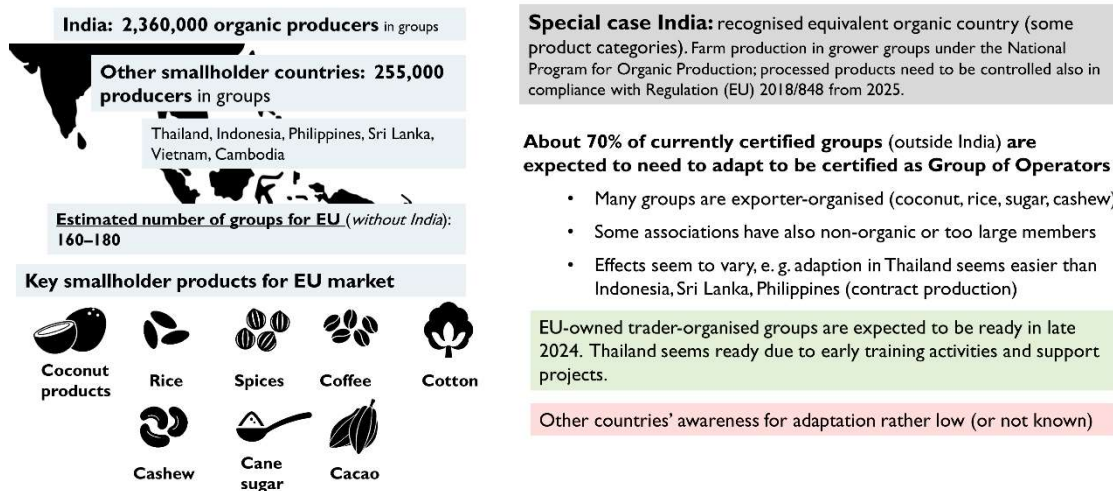 India: 2,360,000 organic producers in groups
Other smallholder countries: 255,000
producers in groups
Thailand, Indonesia, Philippines, Sri Lanka,
Vietnam, Cambodia
Estimated number of groups for EU (without India):
160–180
Key smallholder products for EU market
Coconut
products
Rice
Spices
Coffee
Cotton
Cashew
Cane
sugar
Cacao
Special case India: recognised equivalent organic country (some
product categories). Farm production in grower groups under the National
Program for Organic Production; processed products need to be controlled also in
compliance with Regulation (EU) 2018/848 from 2025.
About 70% of currently certified groups (outside India) are
expected to need to adapt to be certified as Group of Operators
• Many groups are exporter-organised (coconut, rice, sugar, cashew)
• Some associations have also non-organic or too large members
• Effects seem to vary, e. g. adaption in Thailand seems easier than
Indonesia, Sri Lanka, Philippines (contract production)
EU-owned trader-organised groups are expected to be ready in late
2024. Thailand seems ready due to early training activities and support
projects.
Other countries' awareness for adaptation rather low (or not known)